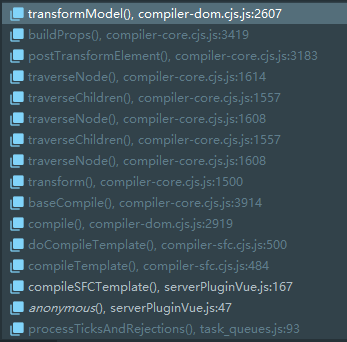 transformModel(), compiler-dom.cjs.js:2607
buildProps(), compiler-core.cjs.js:3419
postTransformElement(), compiler-core.cjs.js:3183
traverseNode(), compiler-core.cjs.js:1614
traverseChildren(), compiler-core.cjs.js:1557
traverseNode(), compiler-core.cjs.js:1608
traverseChildren(), compiler-core.cjs.js:1557
traverseNode(), compiler-core.cjs.js:1608
transform(), compiler-core.cjs.js:1500
baseCompile(), compiler-core.cjs.js:3914
compile(), compiler-dom.cjs.js:2919
doCompileTemplate(), compiler-sfc.cjs.js:500
compileTemplate(), compiler-sfc.cjs.js:484
compileSFCTemplate(), serverPluginVue.js:167
anonymous(), serverPluginVue.js:47
processTicksAndRejections(), task_queues.js:93